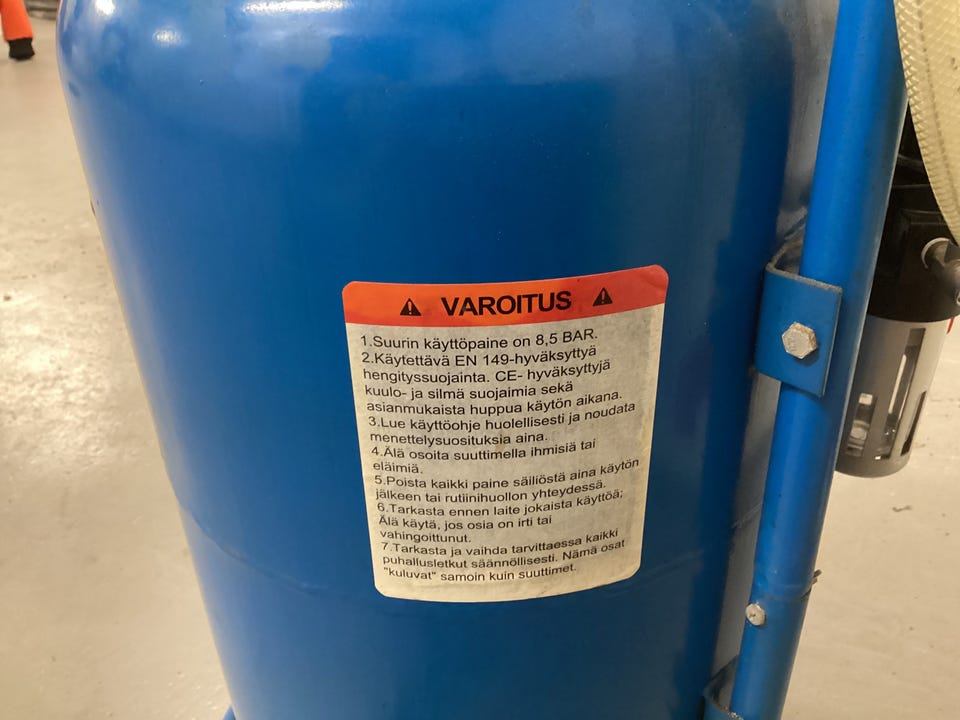 VAROITUS
1.Suurin käyttöpaine on 8,5 BAR.
2.Käytettävä EN 149-hyväksyttyä
hengityssuojainta. CE- hyväksyttyjä
kuulo- ja silmä suojaimia sekä
asianmukaista huppua käytön aikana.
3.Lue käyttöohje huolellisesti ja noudata
menettelysuosituksia aina.
4.Älä osoita suuttimella ihmisiä tai
eläimiä.
5.Poista kaikki paine säiliöstä aina käytön
jälkeen tai rutiinihuollon yhteydessä.
6.Tarkasta ennen laite jokaista käyttöä;
Älä käytä, jos osia on irti tai
vahingoittunut.
7.Tarkasta ja vaihda tarvittaessa kaikki
puhallusletkut säännöllisesti. Nämä osat
"kuluvat" samoin kuin suuttimet.